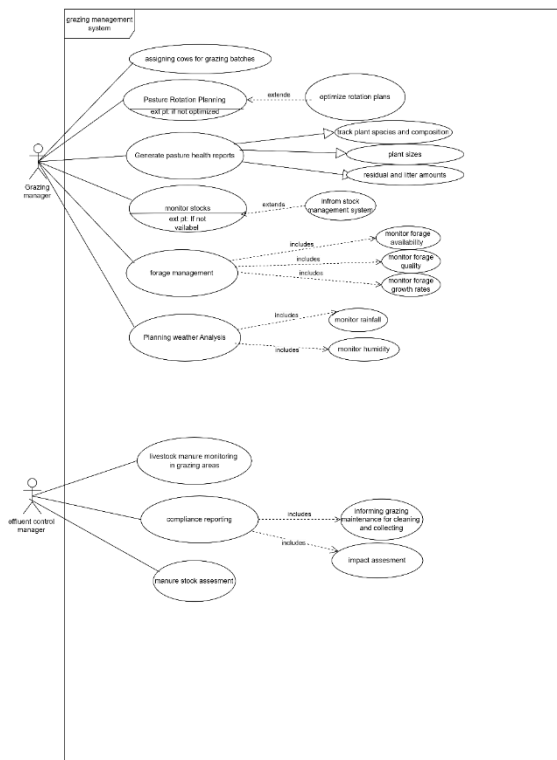 grazing management
system
assigning cows for grazing batches
Pesture Rotation Planning
ext pt. if not optimized
extends
optimize rotation plans
track plant species and composition
Generate pasture health reports
plant sizes
residual and litter amounts
Grazing
manager
monitor stocks
ext pt. If not
vailabel
extends
infrom stock
management system
forage management
includes
includes
includes
monitor forage
availability
monitor forage
quality
monitor forage
growth rates
Planning weather Analysis
includes
includes
monitor rainfall
monitor humidity
livestock manure monitoring
in grazing areas
effluent control
manager
compliance reporting
includes
includes
informing grazing
maintenance for cleaning
and collecting
impact assesment
manure stock assesment